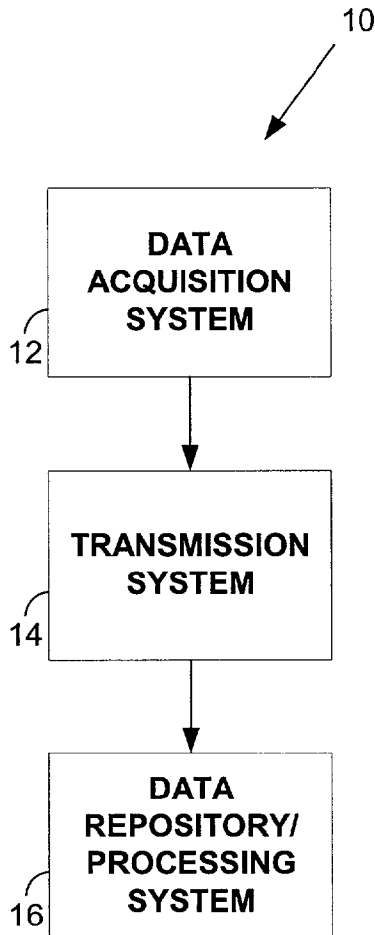 10
DATA
ACQUISITION
SYSTEM
12
TRANSMISSION
SYSTEM
14
DATA
REPOSITORY/
PROCESSING
SYSTEM
16